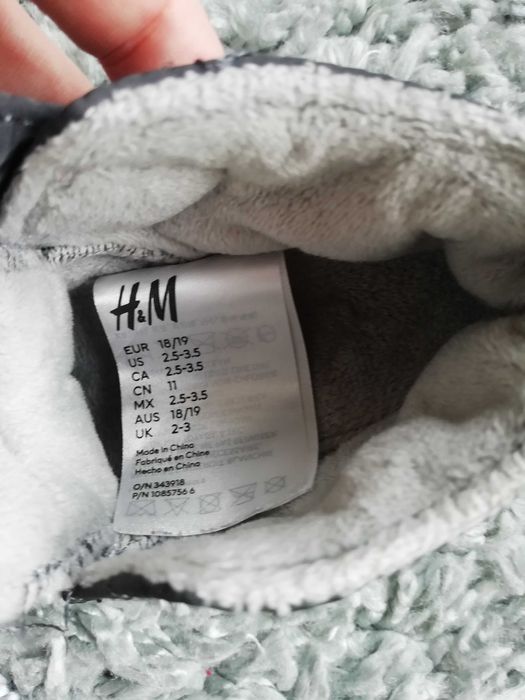 H&M
EUR 18/19
US 2.5-3.5
CA 2.5-3.5
CN 11
MX 2.5-3.5
AUS 18/19
UK 2-3
Made in China
Fabriqué en Chine
Hecho en China
O/N 343918
P/N 1085756 6